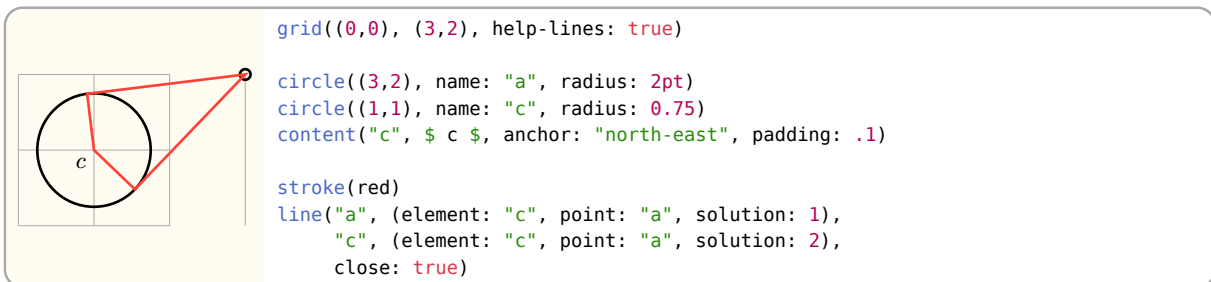 grid((0,0), (3,2), help-lines: true)
circle((3,2), name: "a", radius: 2pt)
circle((1,1), name: "c", radius: 0.75)
content("c", $ c $, anchor: "north-east", padding: .1)
stroke(red)
line("a", (element: "c", point: "a", solution: 1),
"c", (element: "c", point: "a", solution: 2),
close: true)
c